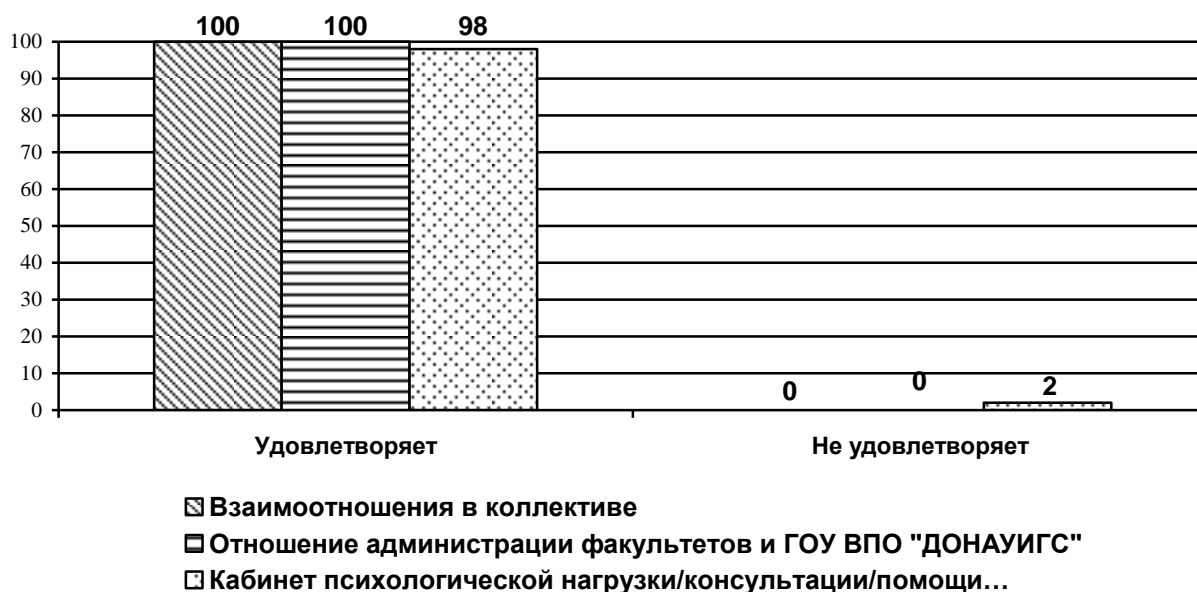 100 100 98
100
90
80
70
60
50
40
30
20
10
0
0 0 2
Удовлетворяет Не удовлетворяет
Взаимоотношения в коллективе
Отношение администрации факультетов и ГОУ ВПО "ДОНАУИГС"
Кабинет психологической нагрузки/консультации/помощи…